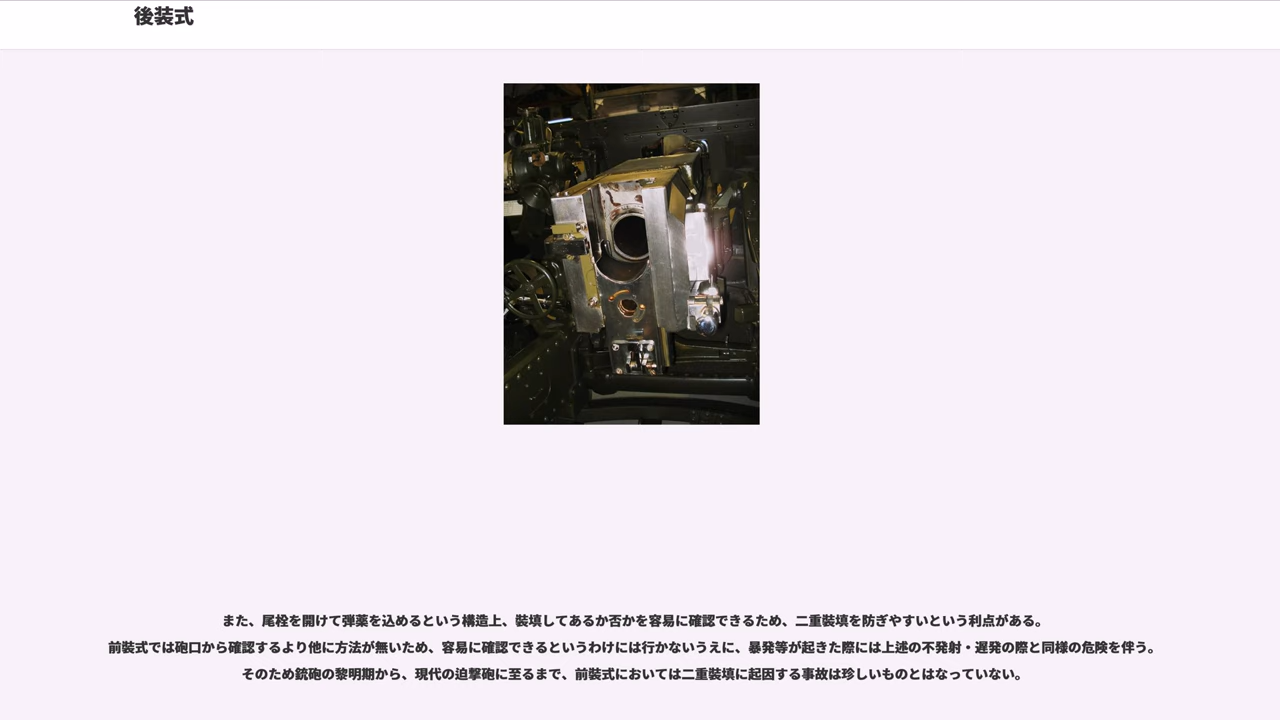 後装式
また、尾栓を開けて弾薬を込めるという構造上、装填してあるか否かを容易に確認できるため、二重装填を防ぎやすいという利点がある。
前装式では砲口から確認するより他に方法が無いため、容易に確認できるというわけには行かないうえに、暴発等が起きた際には上述の不発射・遅発の際と同様の危険を伴う。
そのため銃砲の黎明期から、現代の迫撃砲に至るまで、前装式においては二重装填に起因する事故は珍しいものとはなっていない。